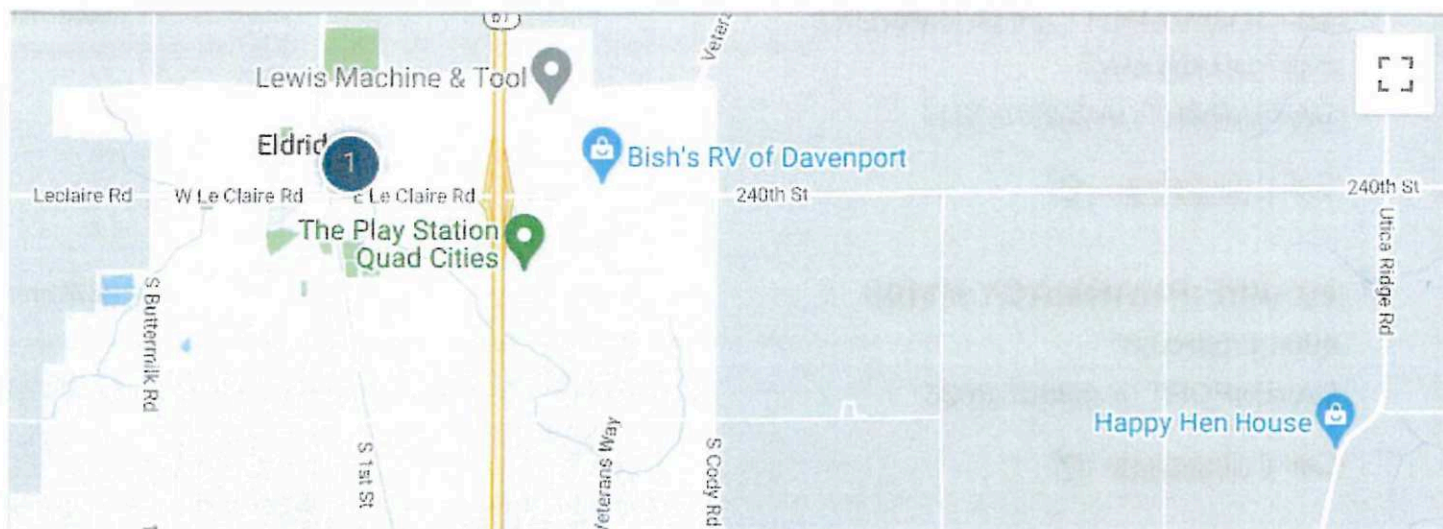 61
Vetera
Lewis Machine & Tool
Eldrid
1
Bish's RV of Davenport
Leclaire Rd
W Le Claire Rd
E Le Claire Rd
240th St
240th St
The Play Station
Quad Cities
Utica Ridge Rd
S Buttermilk Rd
Happy Hen House
S 1st St
Veterans Way
S Cody Rd